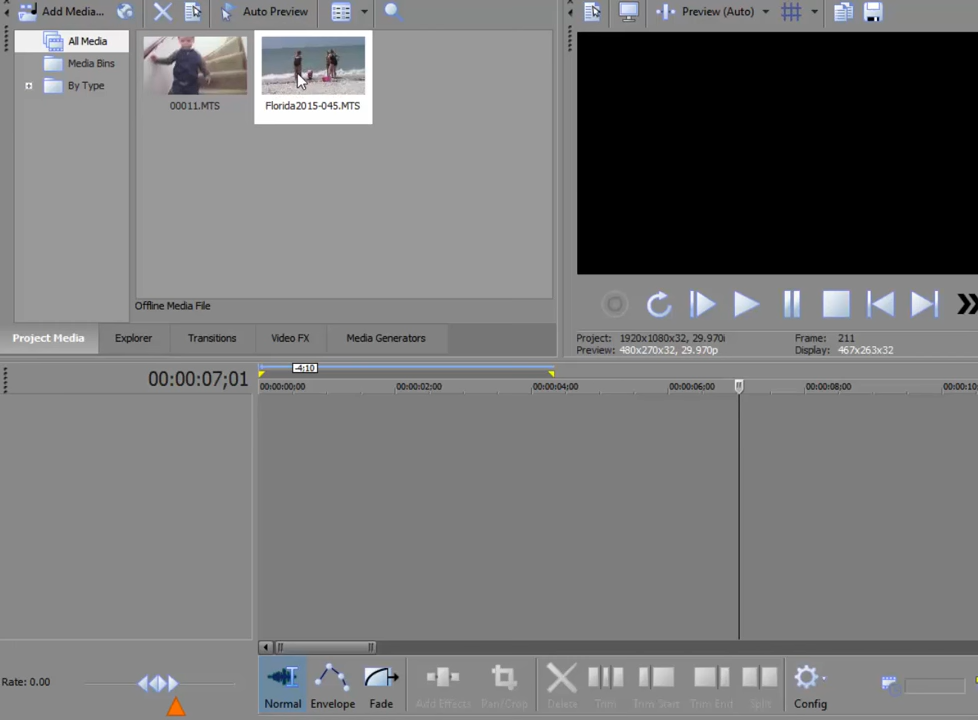 Add Media...
Auto Preview
Preview (Auto)
All Media
Media Bins
By Type
00011.MTS
Florida2015-045.MTS
Offline Media File
Project Media
Explorer
Transitions
Video FX
Media Generators
Project: 1920x1080x32, 29.970i
Frame: 211
Preview: 480x270x32, 29.970p
Display: 467x263x32
00:00:07;01
-4;10
00:00:00;00
00:00:02;00
00:00:04;00
00:00:06;00
00:00:08;00
00:00:10
Rate: 0.00
Normal
Envelope
Fade
Add Effects
Pan/Crop
Delete
Trim
Trim Start
Trim End
Split
Config